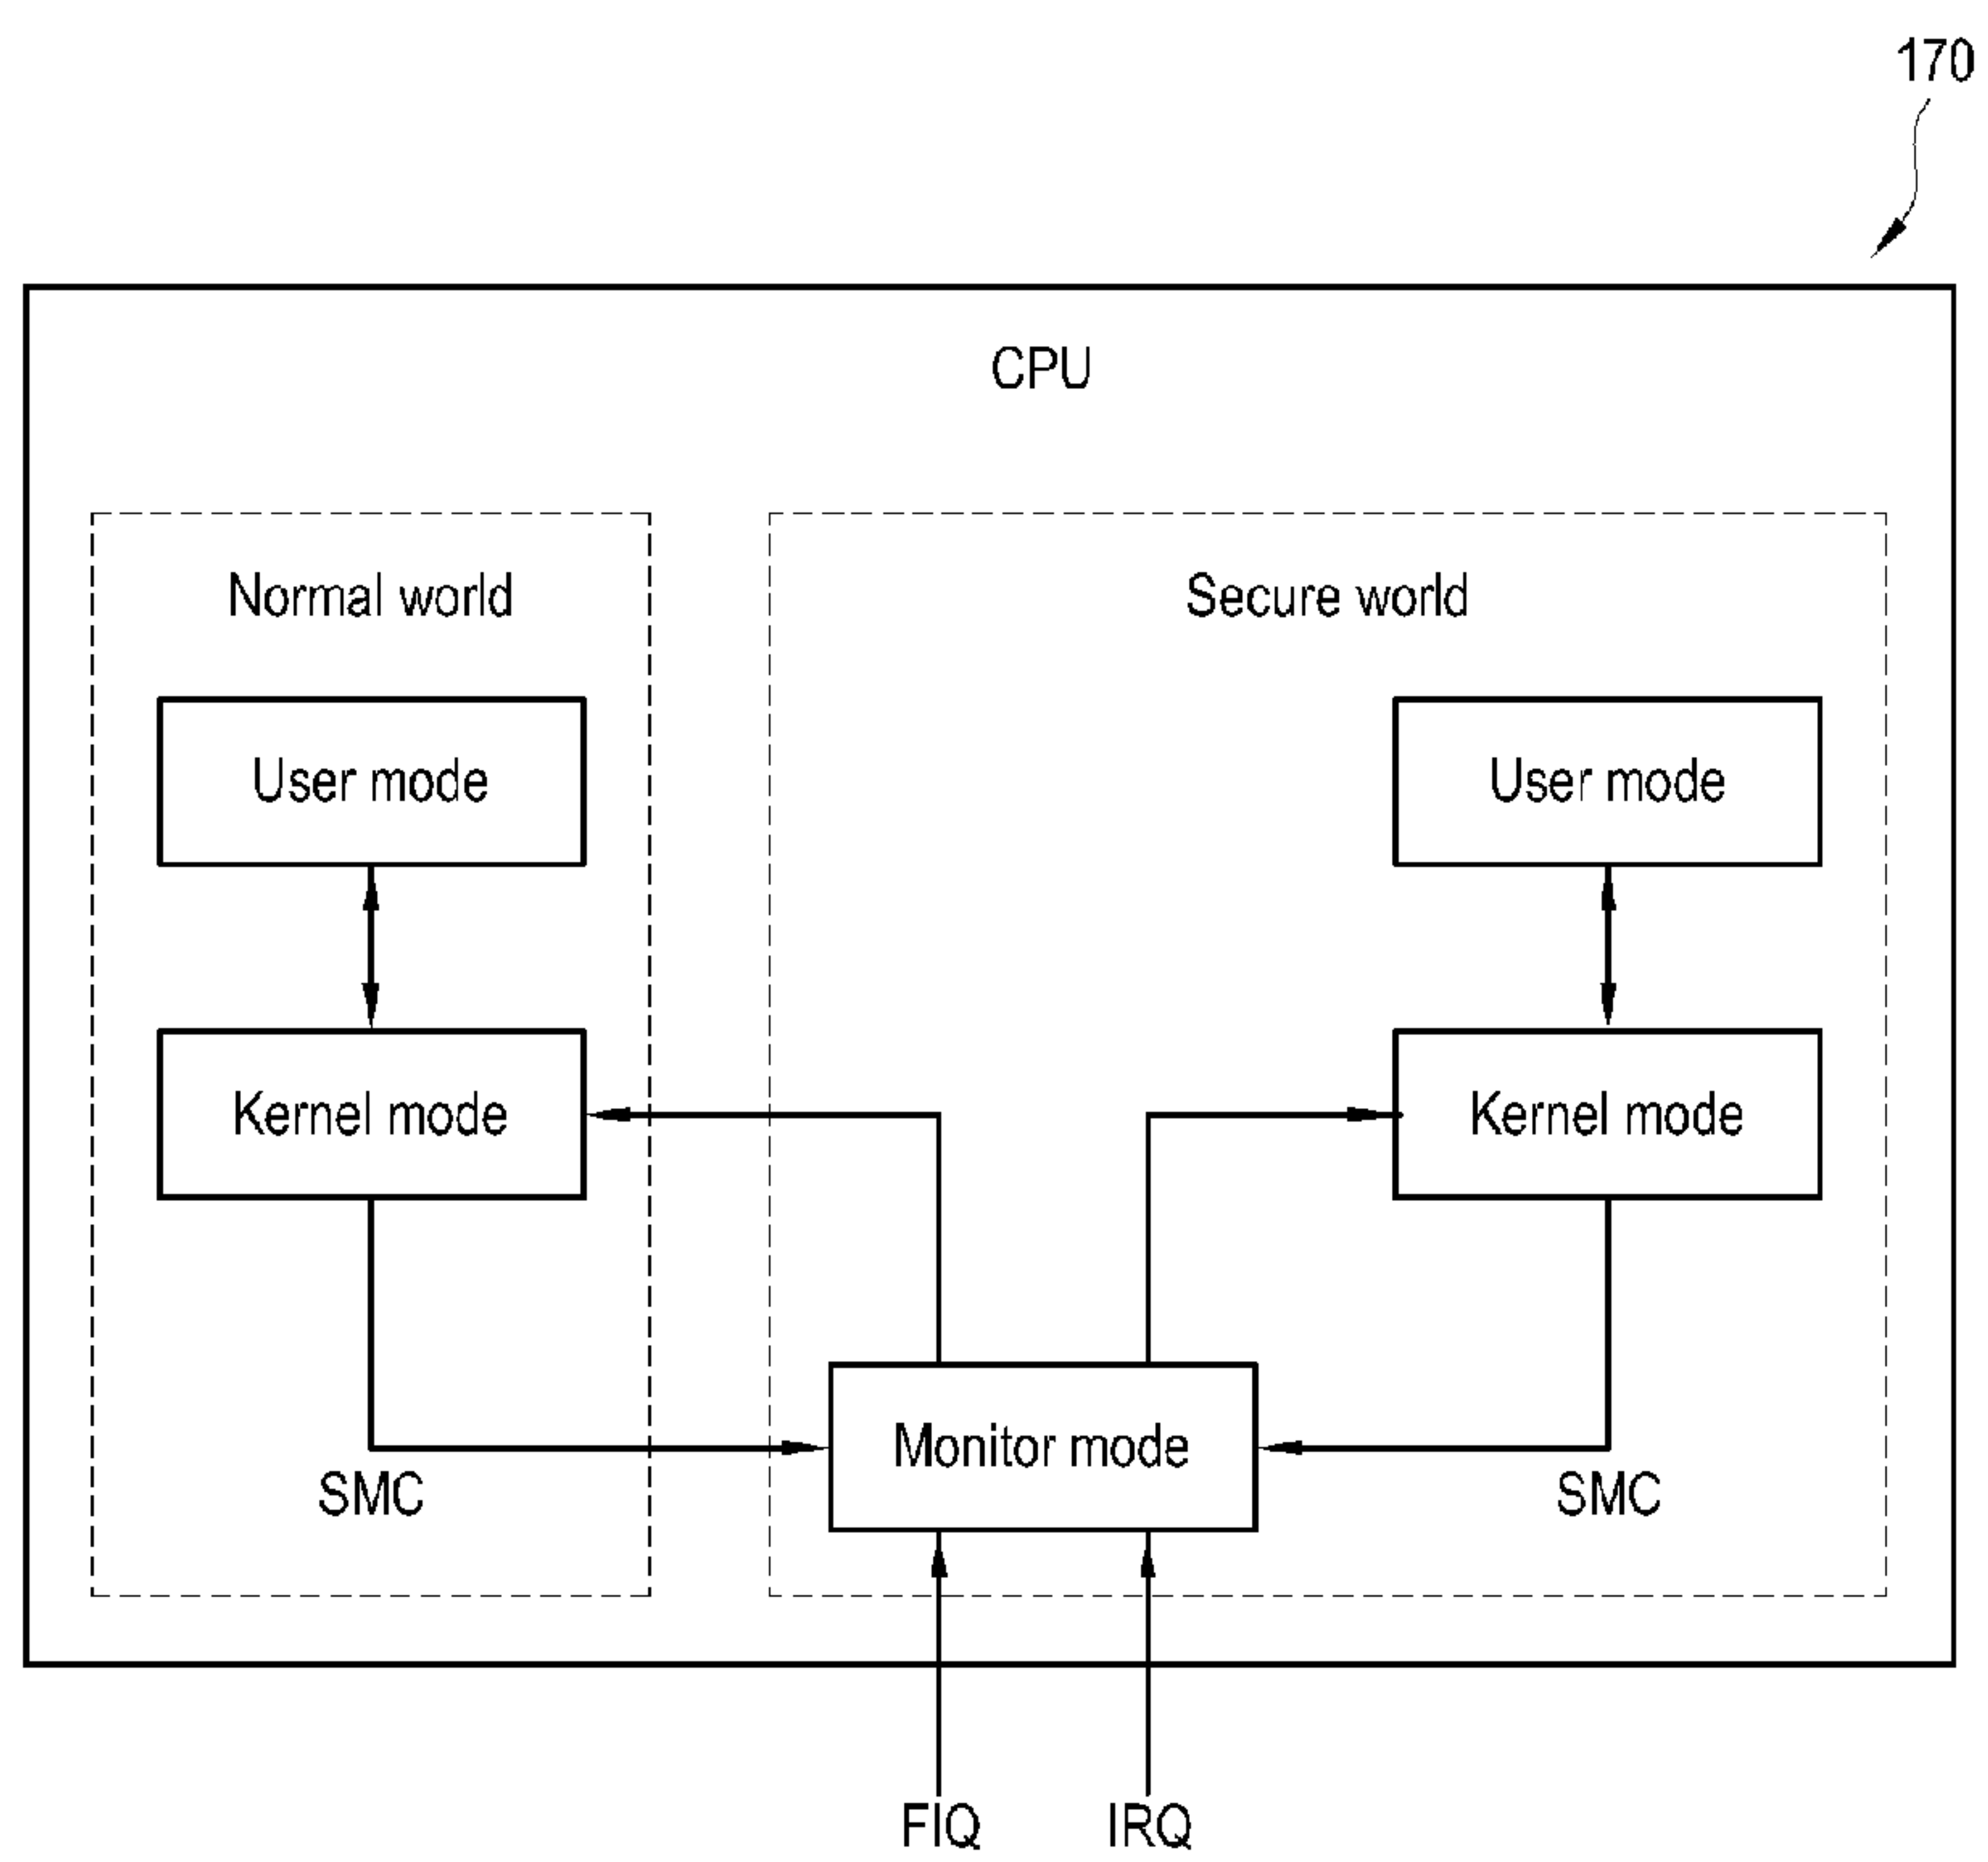 170
CPU
Normal world
Secure world
User mode
User mode
Kernel mode
Kernel mode
Monitor mode
SMC
SMC
FIQ
IRQ